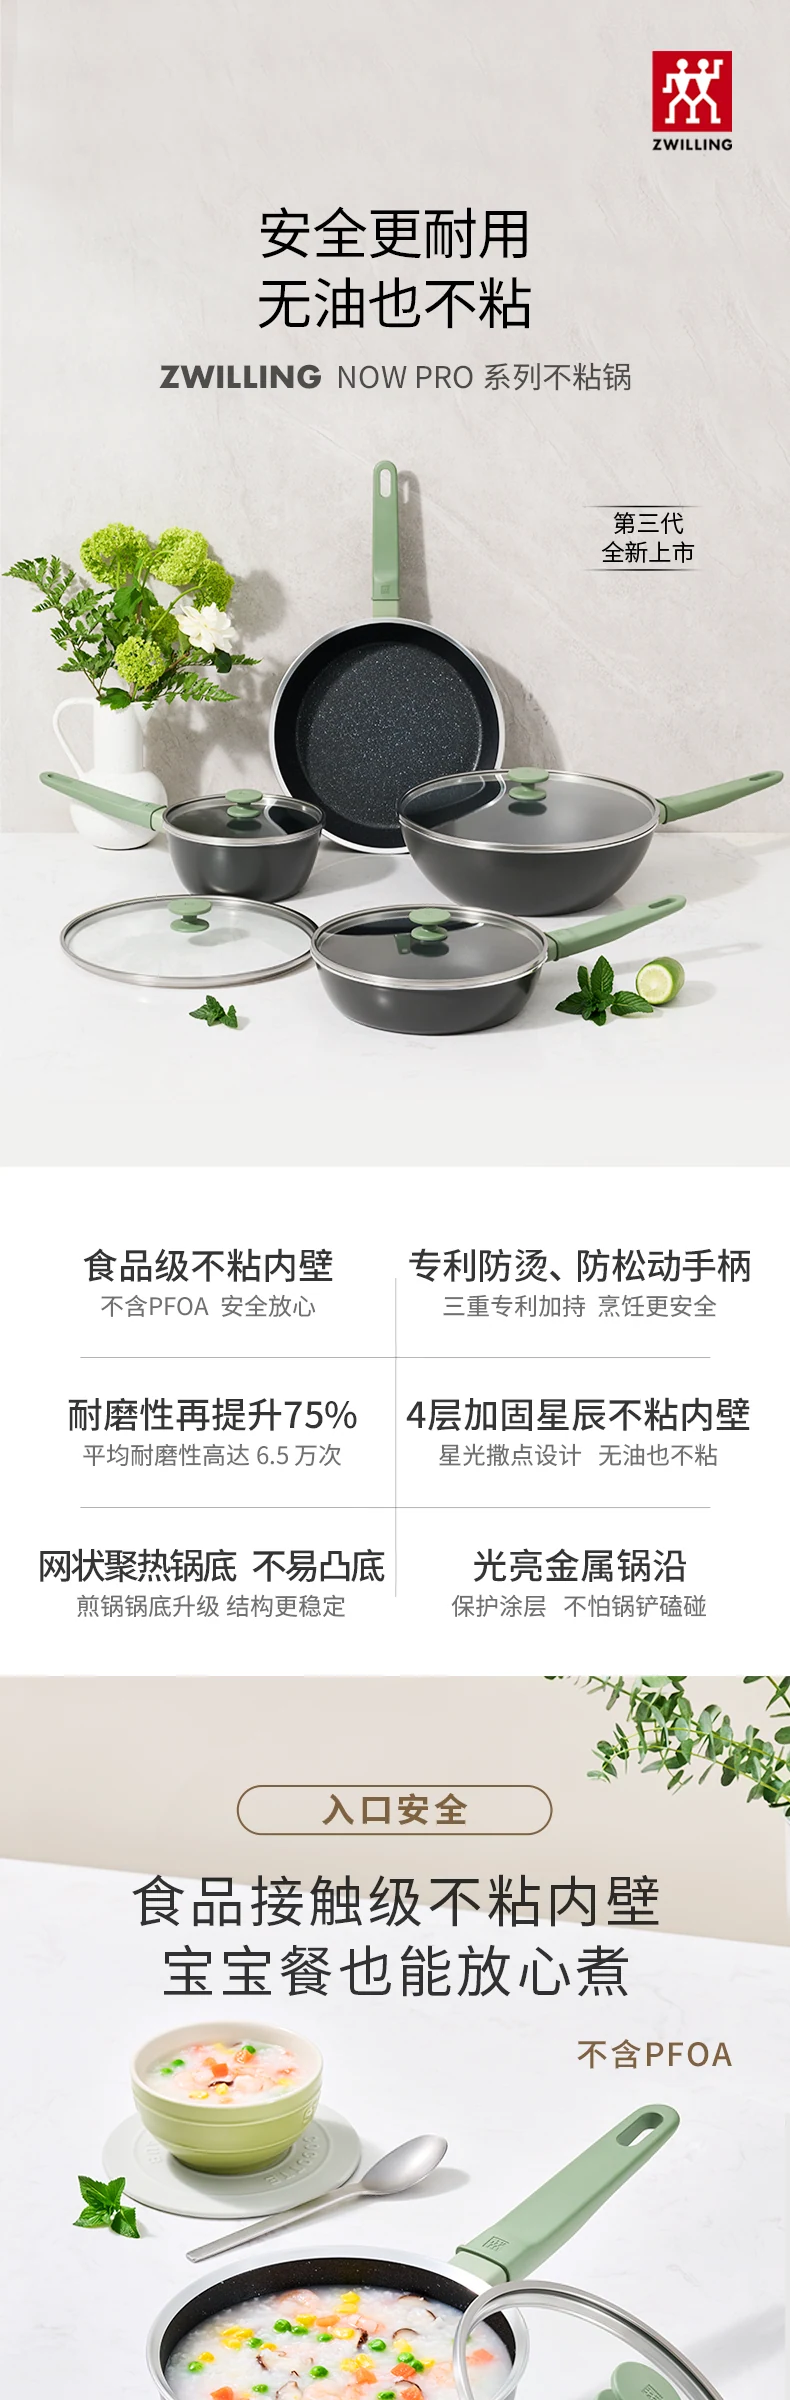 ZWILLING
安全更耐用
无油也不粘
ZWILLING NOW PRO 系列不粘锅
第三代
全新上市
食品级不粘内壁
不含PFOA 安全放心
专利防烫、防松动手柄
三重专利加持 烹饪更安全
耐磨性再提升75%
平均耐磨性高达 6.5 万次
4层加固星辰不粘内壁
星光撒点设计 无油也不粘
网状聚热锅底 不易凸底
煎锅锅底升级 结构更稳定
光亮金属锅沿
保护涂层 不怕锅铲磕碰
入口安全
食品接触级不粘内壁
宝宝餐也能放心煮
不含PFOA